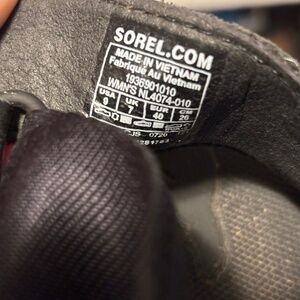 SOREL.COM
MADE IN VIETNAM
Fabriqué Au Vietnam
1936901010
WMN'S NL4074-010
USA UK EUR CM
9 7 40 26